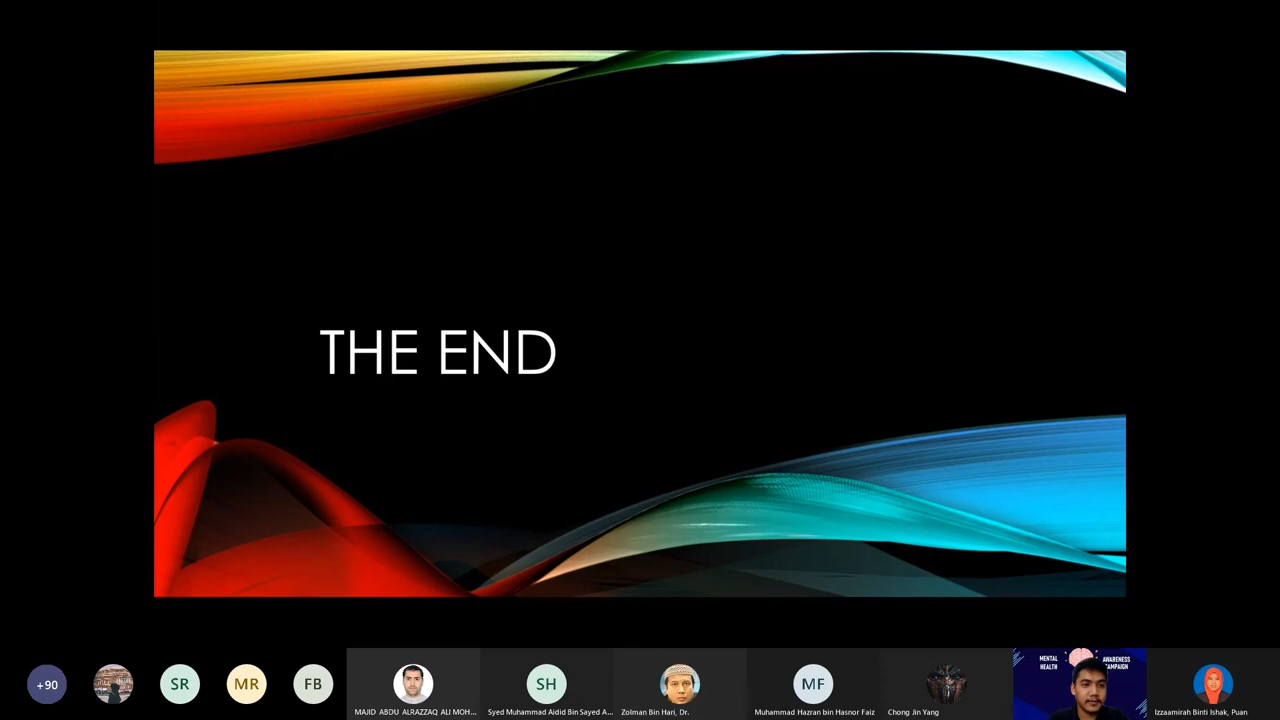 THE END
+90
SR
MR
FB
MAJID ABDU ALRAZZAQ ALI MOH...
SH
Syed Muhammad Aidid Bin Sayed A...
Zolman Bin Hari, Dr.
MF
Muhammad Hazran bin Hasnor Faiz
Chong Jin Yang
MENTAL
HEALTH
AWARENESS
CAMPAIGN
Izzaamirah Binti Ishak, Puan